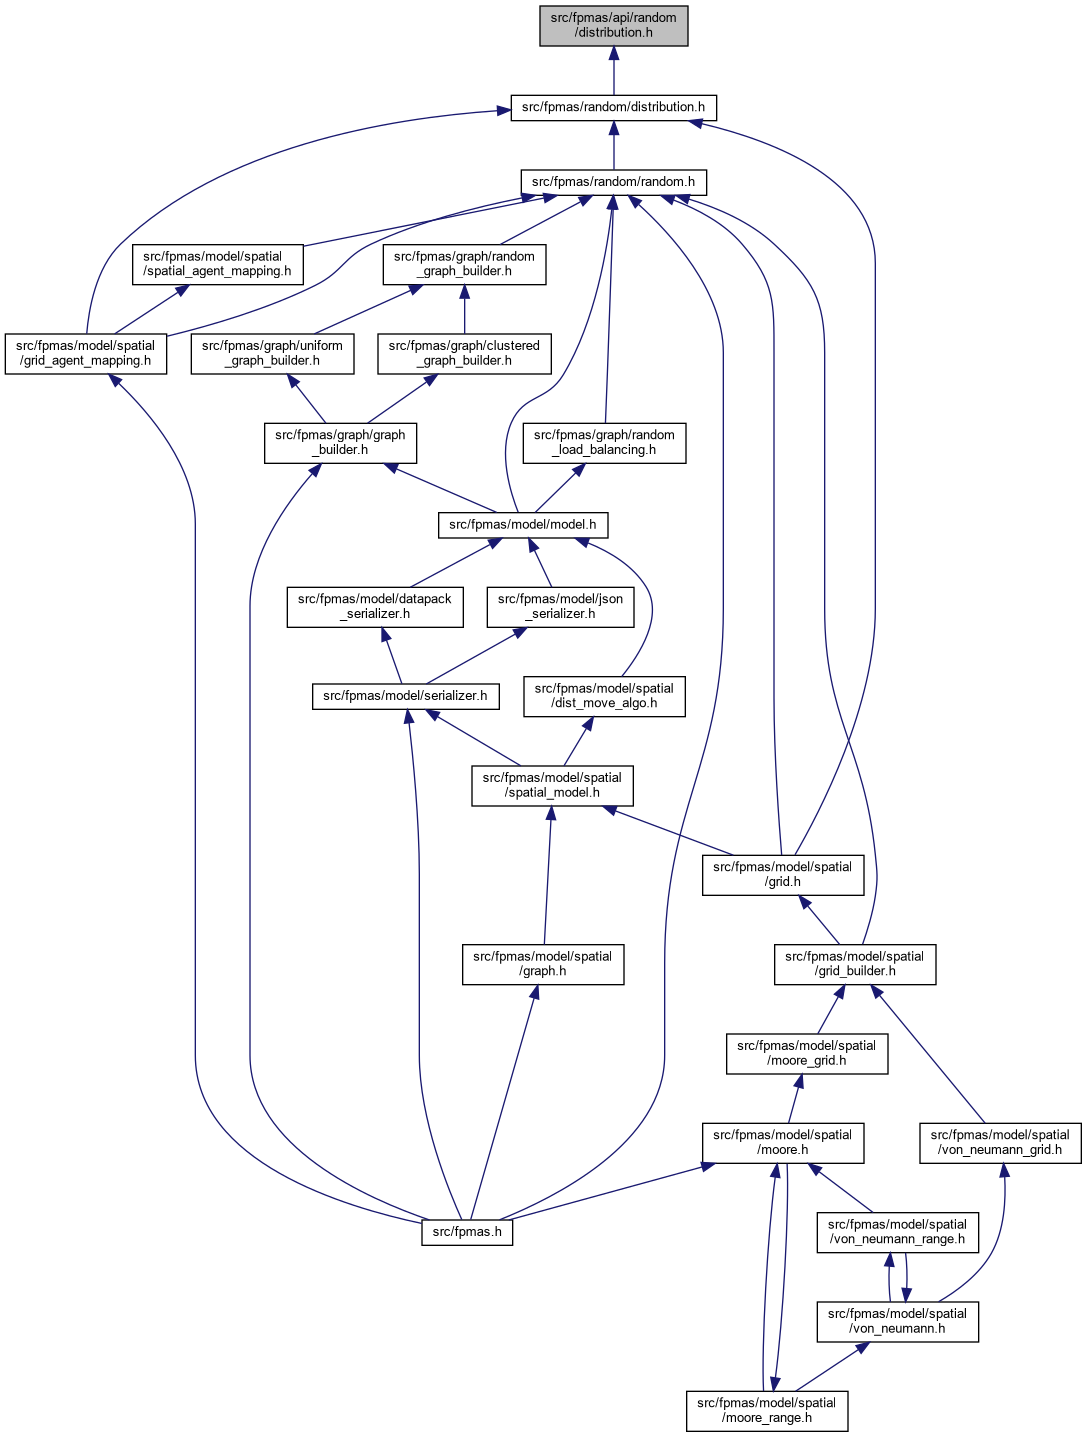 src/fpmas/api/random
/distribution.h
src/fpmas/random/distribution.h
src/fpmas/random/random.h
src/fpmas/model/spatial
/spatial_agent_mapping.h
src/fpmas/graph/random
_graph_builder.h
src/fpmas/model/spatial
/grid_agent_mapping.h
src/fpmas/graph/uniform
_graph_builder.h
src/fpmas/graph/clustered
_graph_builder.h
src/fpmas/graph/graph
_builder.h
src/fpmas/graph/random
_load_balancing.h
src/fpmas/model/model.h
src/fpmas/model/datapack
_serializer.h
src/fpmas/model/json
_serializer.h
src/fpmas/model/serializer.h
src/fpmas/model/spatial
/dist_move_algo.h
src/fpmas/model/spatial
/spatial_model.h
src/fpmas/model/spatial
/grid.h
src/fpmas/model/spatial
/graph.h
src/fpmas/model/spatial
/grid_builder.h
src/fpmas/model/spatial
/moore_grid.h
src/fpmas/model/spatial
/moore.h
src/fpmas/model/spatial
/von_neumann_grid.h
src/fpmas.h
src/fpmas/model/spatial
/von_neumann_range.h
src/fpmas/model/spatial
/von_neumann.h
src/fpmas/model/spatial
/moore_range.h